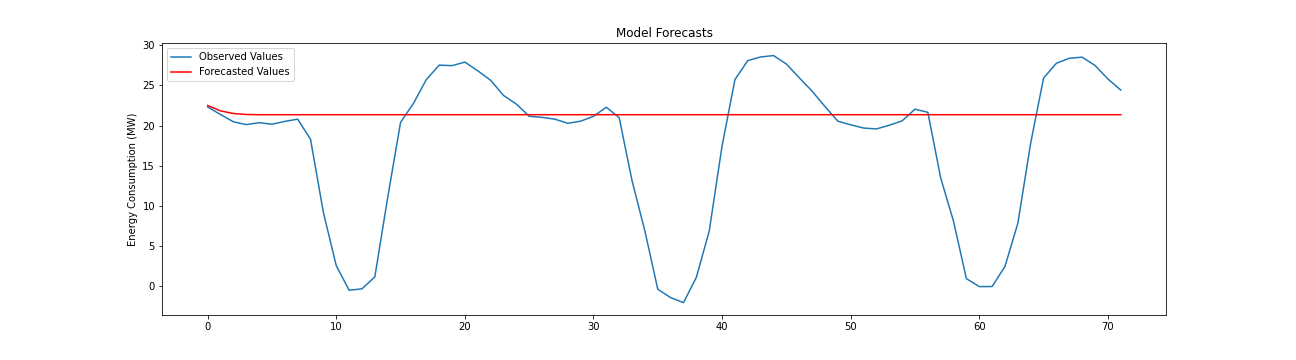 Model Forecasts
Observed Values
Forecasted Values
Energy Consumption (MW)
30
25
20
15
10
5
0
0 10 20 30 40 50 60 70